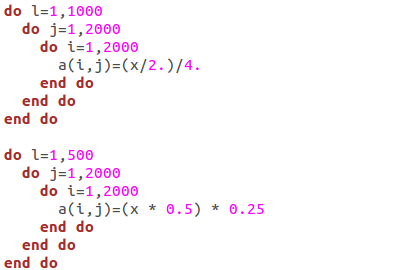 do l=1,1000
  do j=1,2000
    do i=1,2000
      a(i,j)=(x/2.)/4.
    end do
  end do
end do

do l=1,500
  do j=1,2000
    do i=1,2000
      a(i,j)=(x * 0.5) * 0.25
    end do
  end do
end do